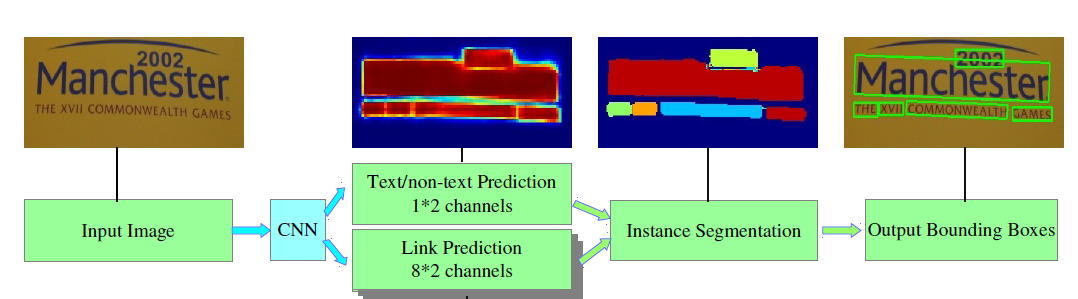 2002
Manchester
THE XVII COMMONWEALTH GAMES
2002
Manchester
THE XVII COMMONWEALTH GAMES
Input Image
CNN
Text/non-text Prediction
1*2 channels
Link Prediction
8*2 channels
Instance Segmentation
Output Bounding Boxes